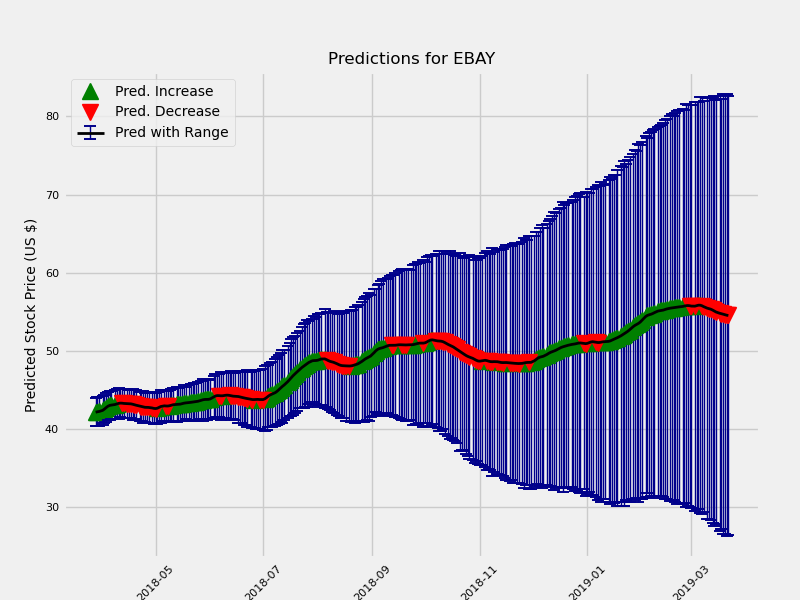 Predictions for EBAY
Pred. Increase
Pred. Decrease
Pred with Range
Predicted Stock Price (US $)
80
70
60
50
40
30
2018-05
2018-07
2018-09
2018-11
2019-01
2019-03